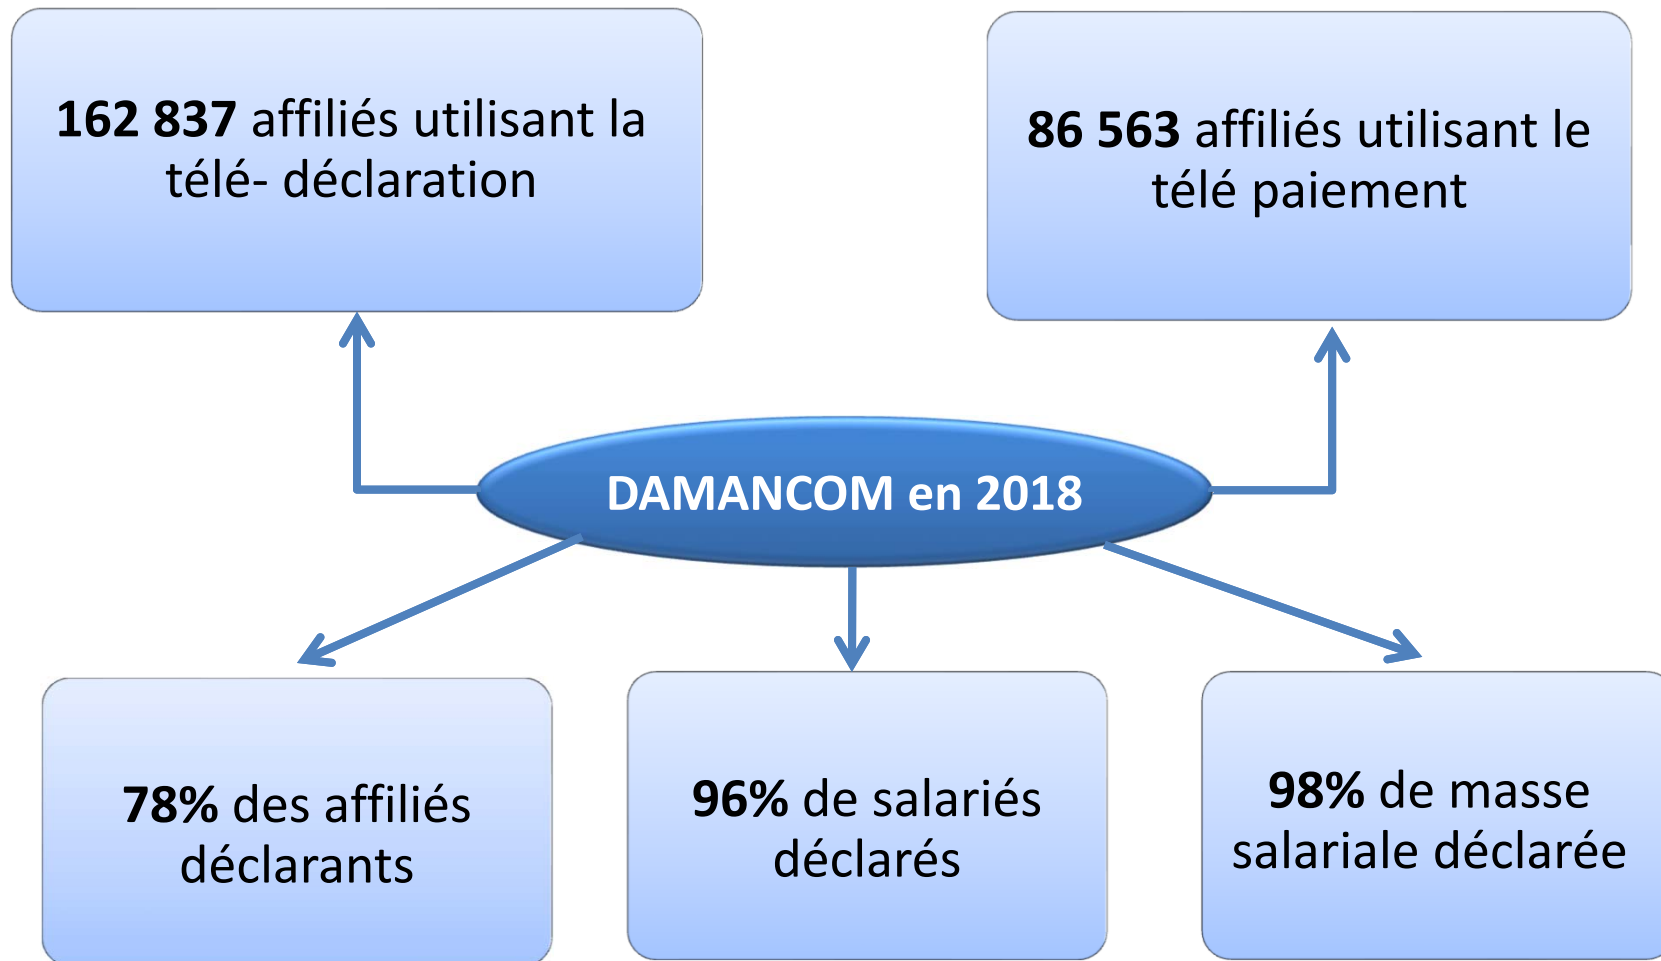 162 837 affiliés utilisant la
télé- déclaration
86 563 affiliés utilisant le
télé paiement
DAMANCOM en 2018
78% des affiliés
déclarants
96% de salariés
déclarés
98% de masse
salariale déclarée